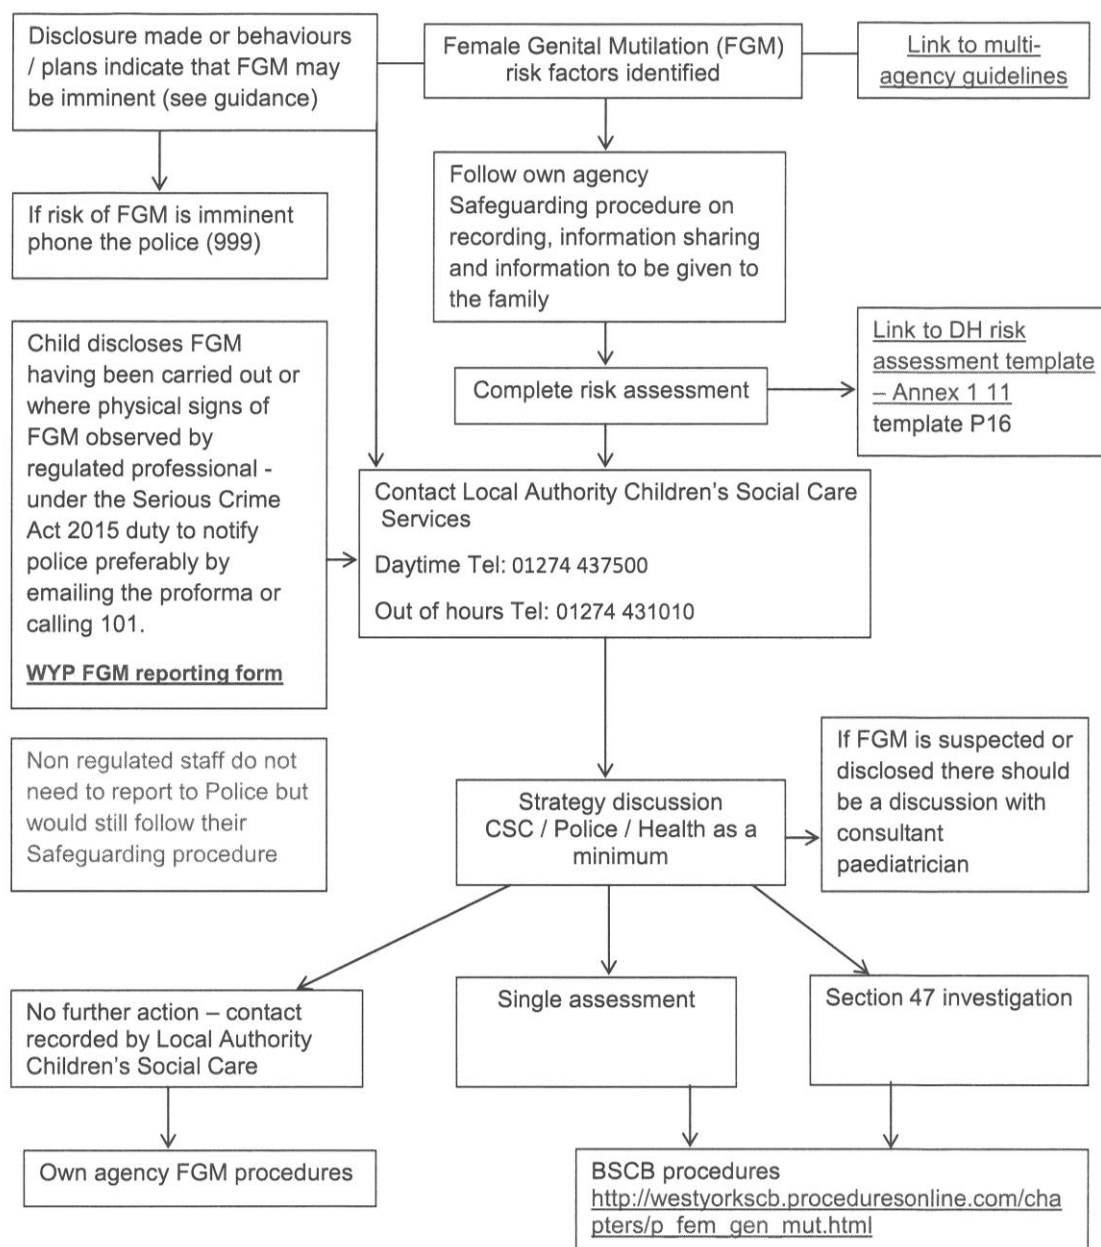 Disclosure made or behaviours
/ plans indicate that FGM may
be imminent (see guidance)
Female Genital Mutilation (FGM)
risk factors identified
Link to multi-
agency guidelines
If risk of FGM is imminent
phone the police (999)
Follow own agency
Safeguarding procedure on
recording, information sharing
and information to be given to
the family
Child discloses FGM
having been carried out or
where physical signs of
FGM observed by
regulated professional -
under the Serious Crime
Act 2015 duty to notify
police preferably by
emailing the proforma or
calling 101.
WYP FGM reporting form
Complete risk assessment
Link to DH risk
assessment template
– Annex 1 11
template P16
Contact Local Authority Children's Social Care
Services
Daytime Tel: 01274 437500
Out of hours Tel: 01274 431010
Non regulated staff do not
need to report to Police but
would still follow their
Safeguarding procedure
Strategy discussion
CSC / Police / Health as a
minimum
If FGM is suspected or
disclosed there should
be a discussion with
consultant
paediatrician
No further action – contact
recorded by Local Authority
Children's Social Care
Single assessment
Section 47 investigation
Own agency FGM procedures
BSCB procedures
http://westyorkscb.proceduresonline.com/cha
pters/p_fem_gen_mut.html